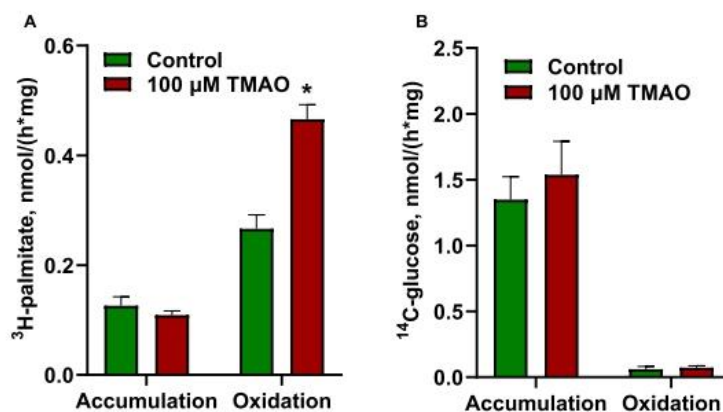 A
³H-palmitate, nmol/(h*mg)
0.6
0.4
0.2
0.0
Control
100 µM TMAO
*
Accumulation Oxidation
B
¹⁴C-glucose, nmol/(h*mg)
2.5
2.0
1.5
1.0
0.5
0.0
Control
100 µM TMAO
Accumulation Oxidation